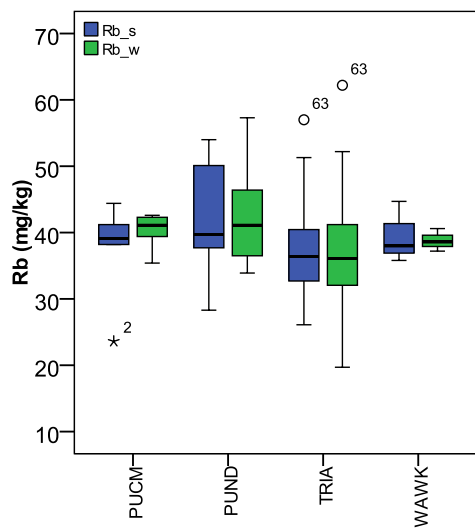 Rb_s
Rb_w
Rb (mg/kg)
70
60
50
40
30
20
10
63
63
2
PUCM
PUND
TRIA
WAWK